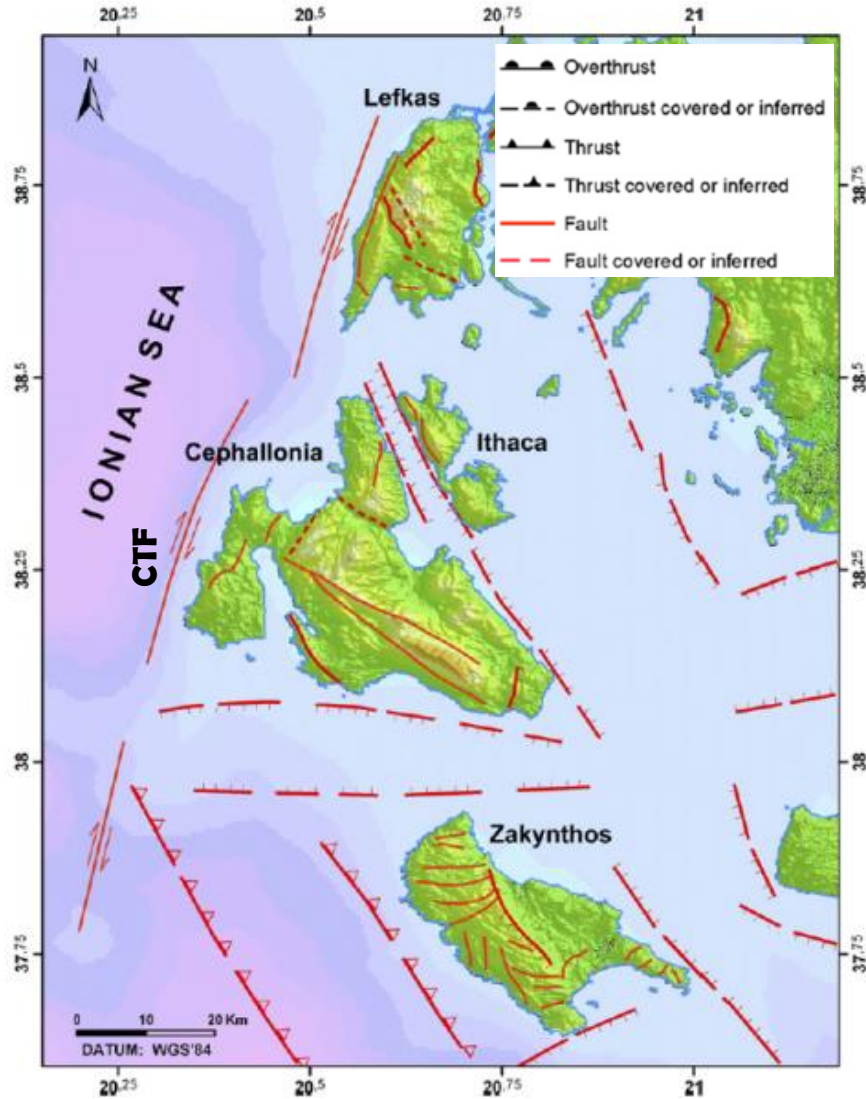 20.25 20.5 20.75 21
N
Overthrust
Overthrust covered or inferred
Thrust
Thrust covered or inferred
Fault
Fault covered or inferred
Lefkas
38.75 38.75
IONIAN SEA
38.5 38.5
Cephallonia
Ithaca
CTF
38.25 38.25
38 38
Zakynthos
37.75 37.75
0 10 20 Km
DATUM: WGS'84
20.25 20.5 20.75 21